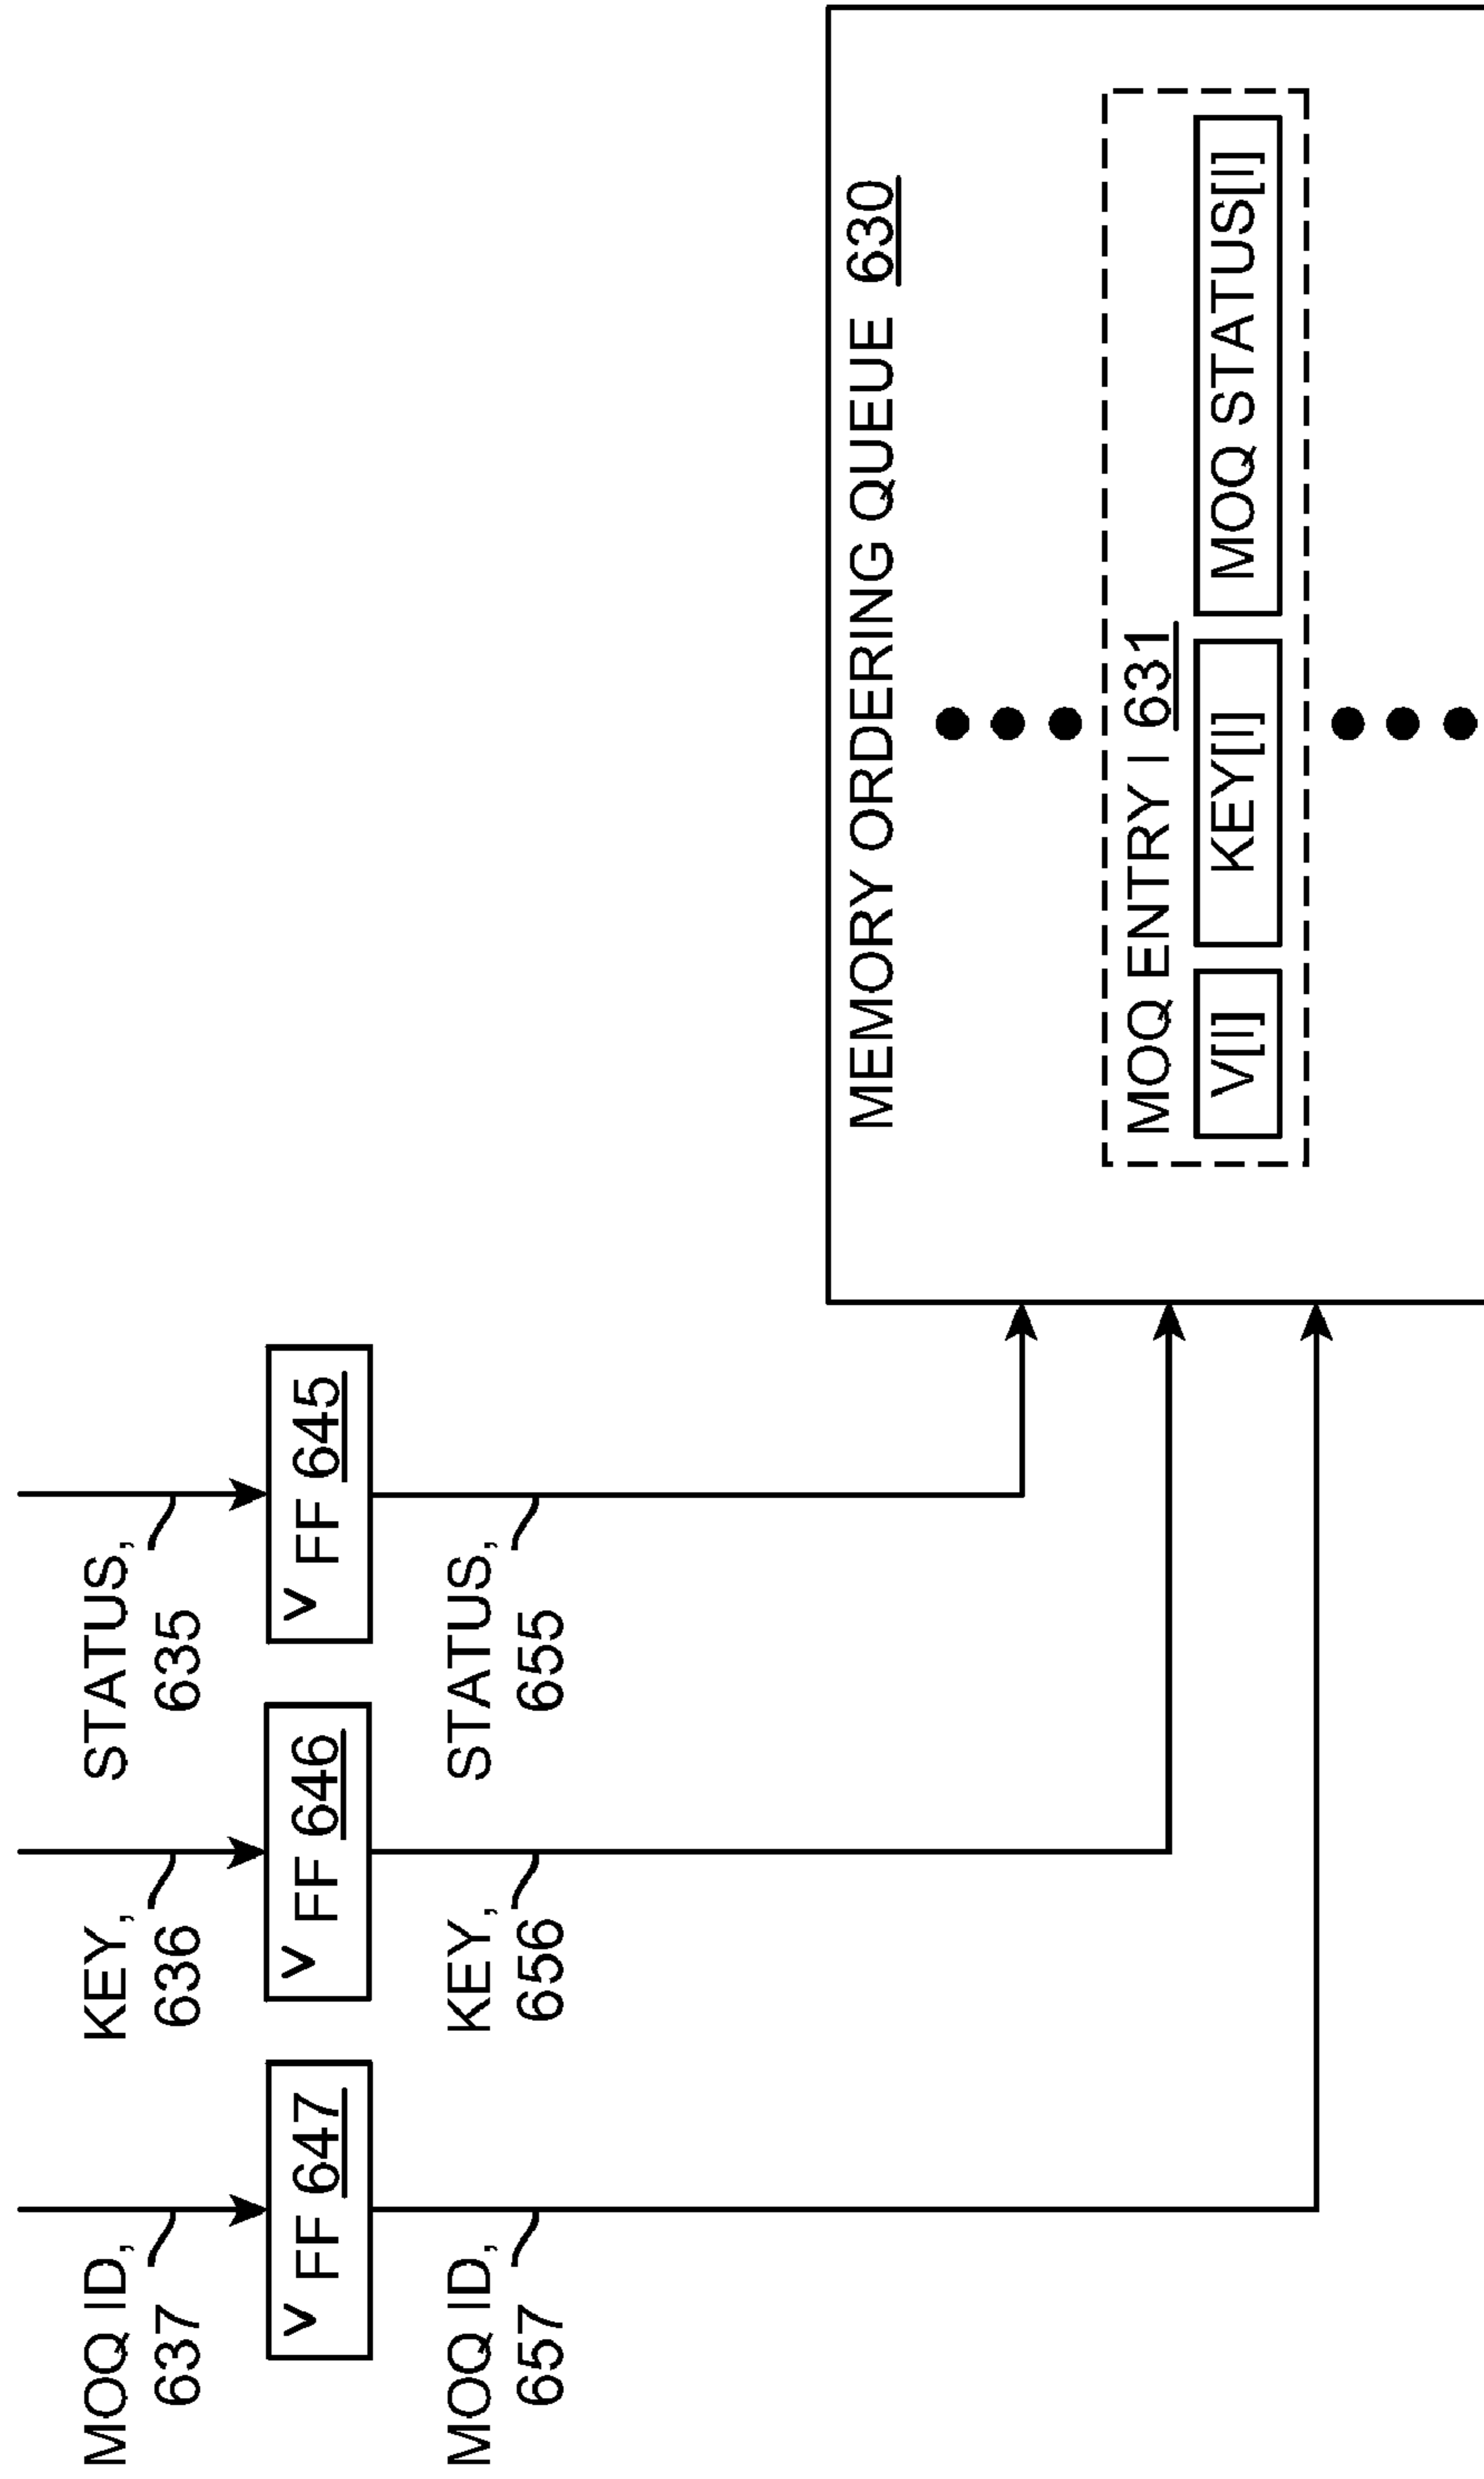 MOQ ID,
637
KEY,
636
STATUS,
635
FF 647
FF 646
FF 645
MOQ ID,
657
KEY,
656
STATUS,
655
MEMORY ORDERING QUEUE 630
MOQ ENTRY I 631
V[I]
KEY[I]
MOQ STATUS[I]